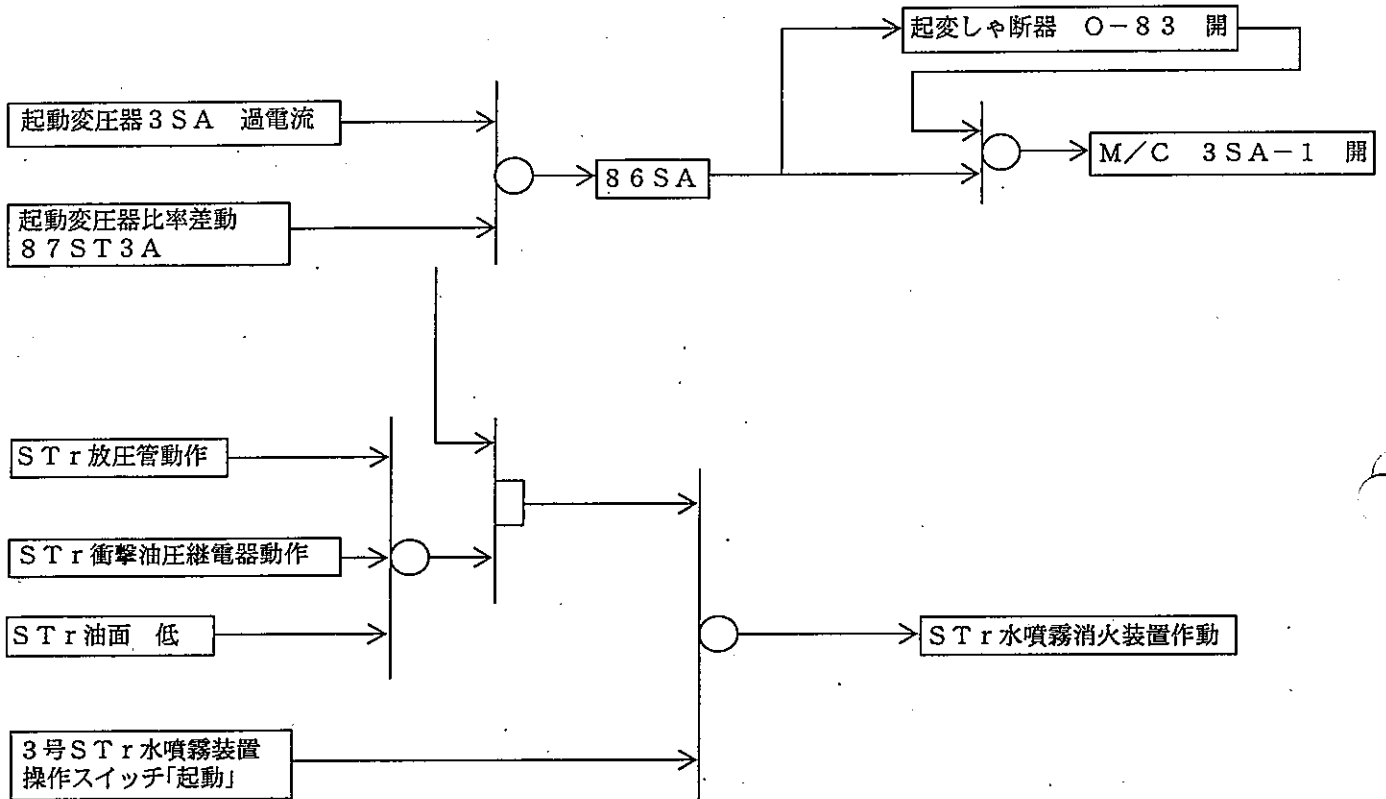 起変しゃ断器 O-83 開
起動変圧器3SA 過電流
86SA
M/C 3SA-1 開
起動変圧器比率差動
87ST3A
STr放圧管動作
STr衝撃油圧継電器動作
STr油面 低
STr水噴霧消火装置作動
3号STr水噴霧装置
操作スイッチ「起動」